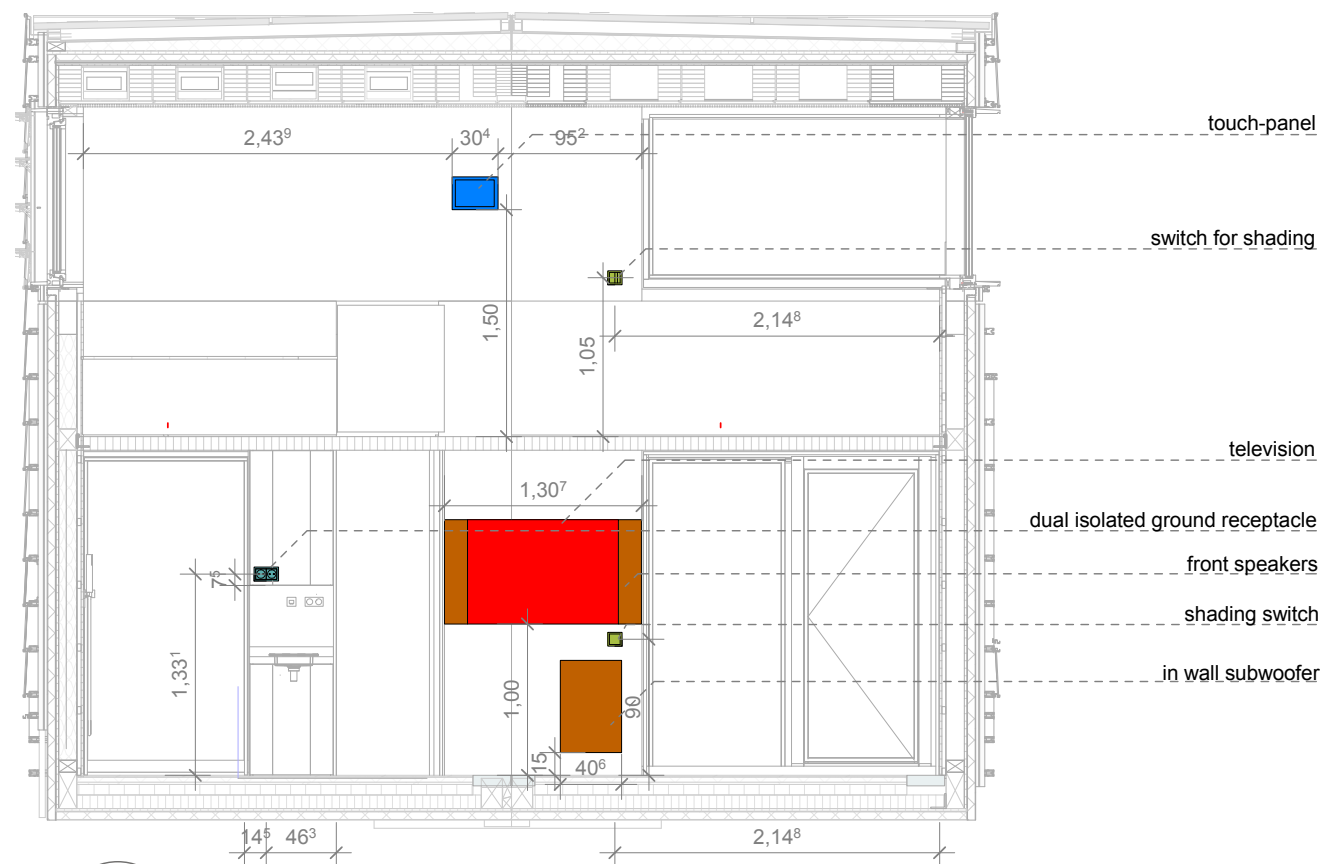 2,43⁹ 30⁴ 95²
touch-panel
switch for shading
1,50
1,05
2,14⁸
television
1,30⁷
dual isolated ground receptacle
7⁵
front speakers
shading switch
1,33¹
1,00
in wall subwoofer
90
15
40⁶
14⁵ 46³
2,14⁸